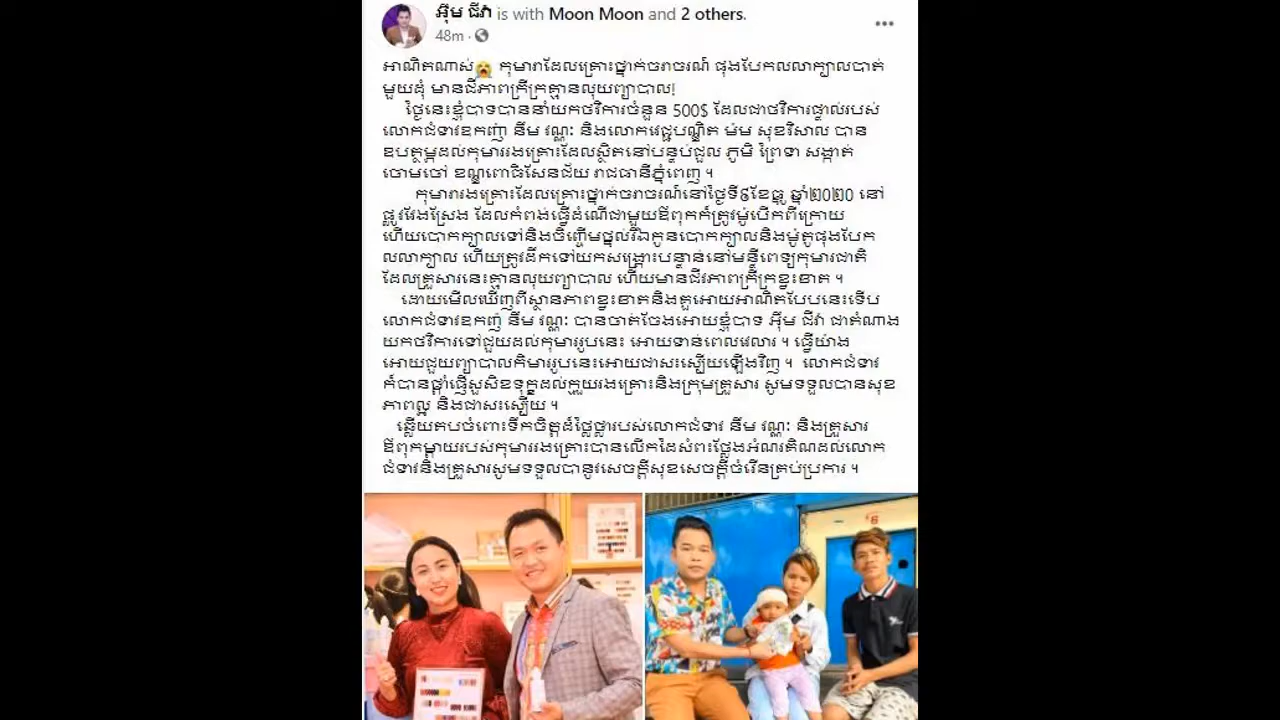 អ៊ឹម ជីវ៉ា is with Moon Moon and 2 others.
48m ·
អាណិតណាស់😭 កុមារាដែលគ្រោះថ្នាក់ចរាចរណ៍ ផុងបែកលលាក្បាលបាត់
មួយដុំ មានជីភាពក្រីក្រគ្មានលុយព្យាបាល!
ថ្ងៃនេះខ្ញុំបាទបាននាំយកថវិការចំនួន 500$ ដែលជាថវិការផ្ទាល់របស់
លោកជំទាវឧកញ៉ា នឹម វណ្ណៈ និងលោកវេជ្ជបណ្ឌិត ម៉ម សុខវិសាល បាន
ឧបត្ថម្ភដល់កុមាររងគ្រោះដែលស្ថិតនៅបន្ទប់ជួល ភូមិ ព្រៃទា សង្កាត់
ចោមចៅ ខណ្ឌពោធិសែនជ័យ រាជធានីភ្នំពេញ ។
កុមារារងគ្រោះដែលគ្រោះថ្នាក់ចរាចរណ៍នៅថ្ងៃទី៩ខែធ្នូ ឆ្នាំ២០២០ នៅ
ផ្លូវវែងស្រែង ដែលកំពង់ធ្វើដំណើជាមួយឪពុកក៏ត្រូវម៉ូបើកពីក្រោយ
ហើយបោកក្បាលទៅនិងចិញ្ចើមថ្នល់រីឯកូនបោកក្បាលនិងម៉ូតូផុងបែក
លលាក្បាល ហើយត្រូវដឹកទៅយកសង្គ្រោះបន្ទាន់នៅមន្ទីពេទ្យកុមារជាតិ
ដែលគ្រួសារនេះគ្មានលុយព្យាបាល ហើយមានជីវភាពក្រីក្រខ្វះខាត ។
ដោយមើលឃើញពីស្ថានភាពខ្វះខាតនិងគួអោយអាណិតបែបនេះទើប
លោកជំទាវឧកញ៉ នឹម វណ្ណៈ បានចាត់ចែងអោយខ្ញុំបាទ អ៊ឹម ជីវ៉ា ជាតំណាង
យកថវិការទៅជួយដល់កុមាររូបនេះ អោយទាន់ពេលវេលារ ។ ធ្វើយ៉ាង
អោយជួយព្យាបាលកិមាររូបនេះអោយជាសះស្បើយឡើងវិញ ។ លោកជំទាវ
ក៏បានផ្តាំផ្ញើសួសិខទុក្ខដល់ក្មួយរងគ្រោះនិងក្រុមគ្រួសារ សូមទទួលបានសុខ
ភាពល្អ និងជាសះស្បើយ ។
ឆ្លើយតបចំពោះទឹកចិត្តដ៏ថ្លៃថ្លារបស់លោកជំទាវ នឹម វណ្ណៈ និងគ្រួសារ
ឪពុកម្តាយរបស់កុមាររងគ្រោះបានលើកដៃសំពះថ្លែងអំណរគិណដល់លោក
ជំទាវនិងគ្រួសារសូមទទួលបានូវសេចក្តីសុខសេចក្តីចំរើនគ្រប់ប្រការ ។